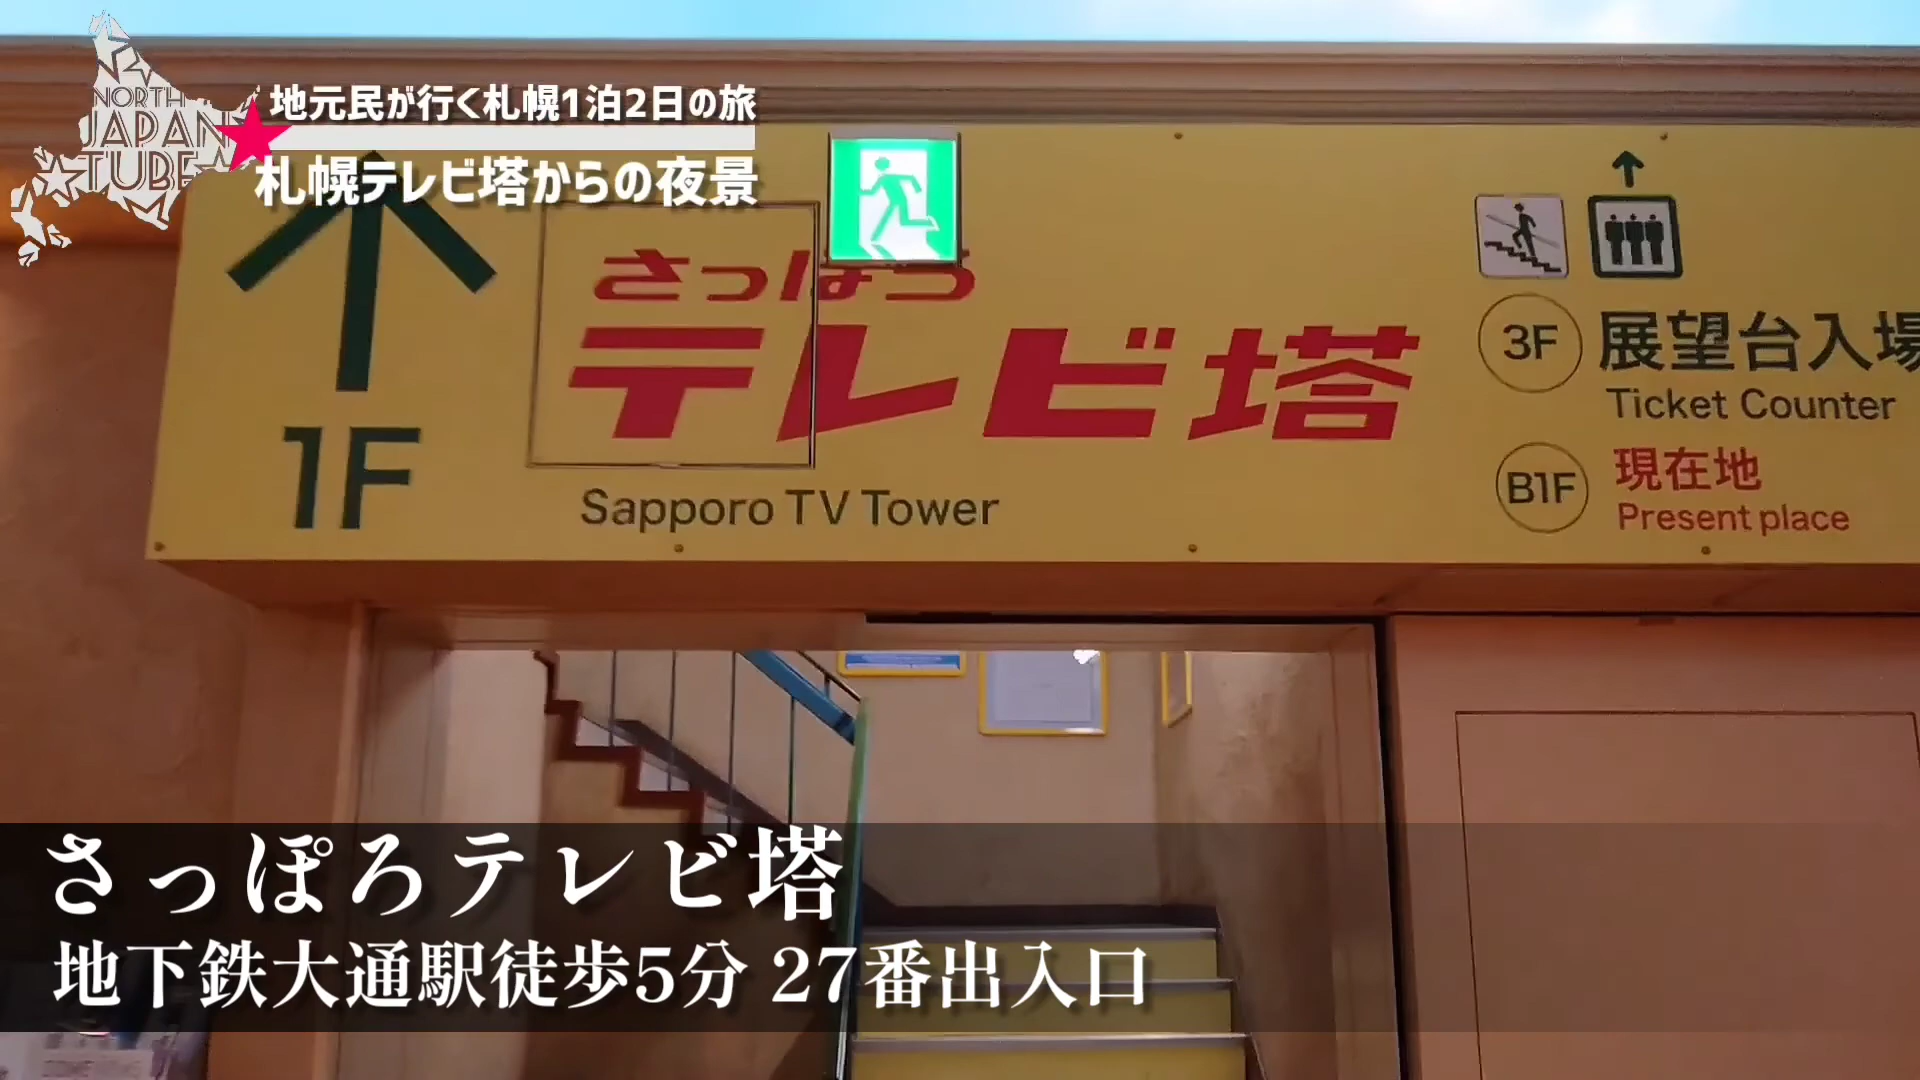 NORTH
JAPAN
TUBE
地元民が行く札幌1泊2日の旅
札幌テレビ塔からの夜景
さっぽろ
テレビ塔
Sapporo TV Tower
1F
3F 展望台入場
Ticket Counter
B1F 現在地
Present place
さっぽろテレビ塔
地下鉄大通駅徒歩5分 27番出入口